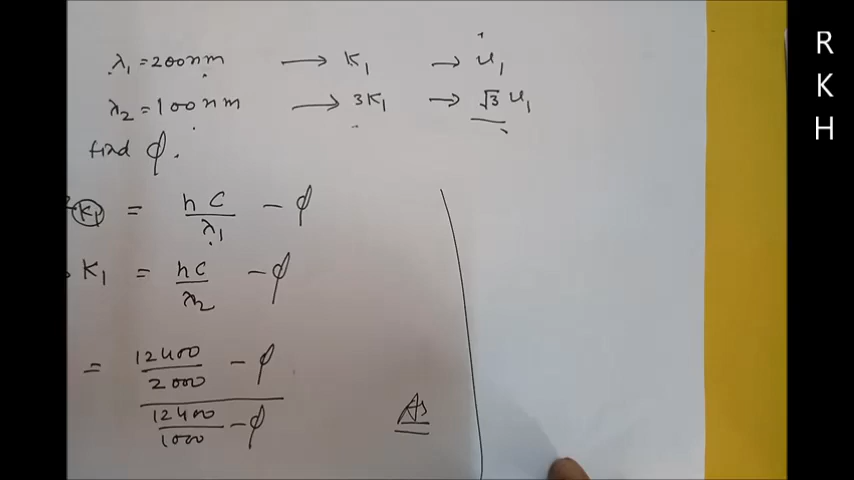 λ₁ = 200nm → K₁ → u₁
λ₂ = 100nm → 3K₁ → √3 u₁
find ϕ.
K₁ = hC/λ₁ − ϕ
K₁ = hC/λ₂ − ϕ
= (12400/2000 − ϕ)/(12400/1000 − ϕ)
R
K
H